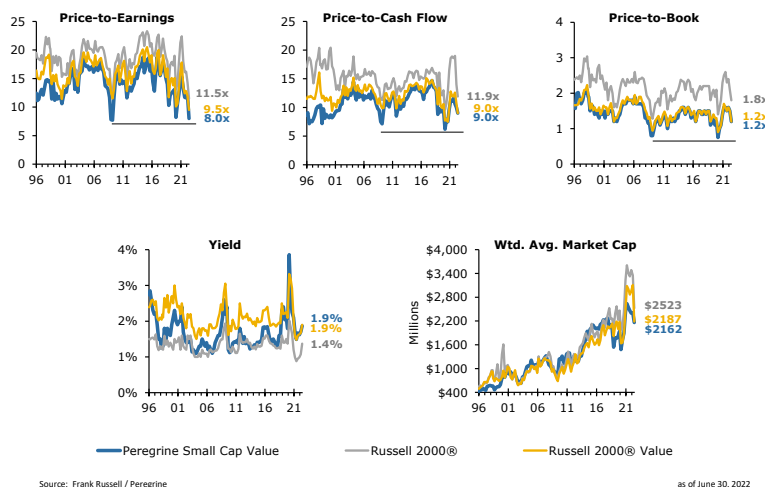 Price-to-Earnings
25
20
15
10
5
0
96 01 06 11 16 21
11.5x
9.5x
8.0x
Price-to-Cash Flow
25
20
15
10
5
0
96 01 06 11 16 21
11.9x
9.0x
9.0x
Price-to-Book
4
3
2
1
0
96 01 06 11 16 21
1.8x
1.2x
1.2x
Yield
4%
3%
2%
1%
0%
96 01 06 11 16 21
1.9%
1.9%
1.4%
Wtd. Avg. Market Cap
Millions
$4,000
$3,400
$2,800
$2,200
$1,600
$1,000
$400
96 01 06 11 16 21
$2523
$2187
$2162
Peregrine Small Cap Value Russell 2000® Russell 2000® Value
Source: Frank Russell / Peregrine
as of June 30, 2022